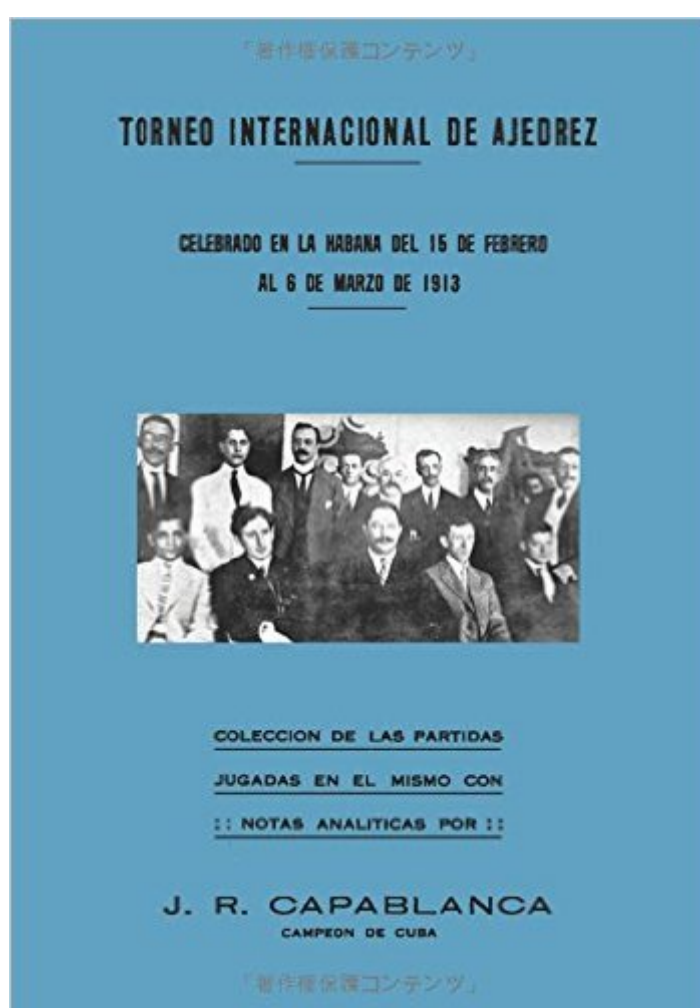 「著作権保護コンテンツ」
TORNEO INTERNACIONAL DE AJEDREZ
CELEBRADO EN LA HABANA DEL 15 DE FEBRERO
AL 6 DE MARZO DE 1913
COLECCION DE LAS PARTIDAS
JUGADAS EN EL MISMO CON
:: NOTAS ANALITICAS POR ::
J. R. CAPABLANCA
CAMPEON DE CUBA
「著作権保護コンテンツ」